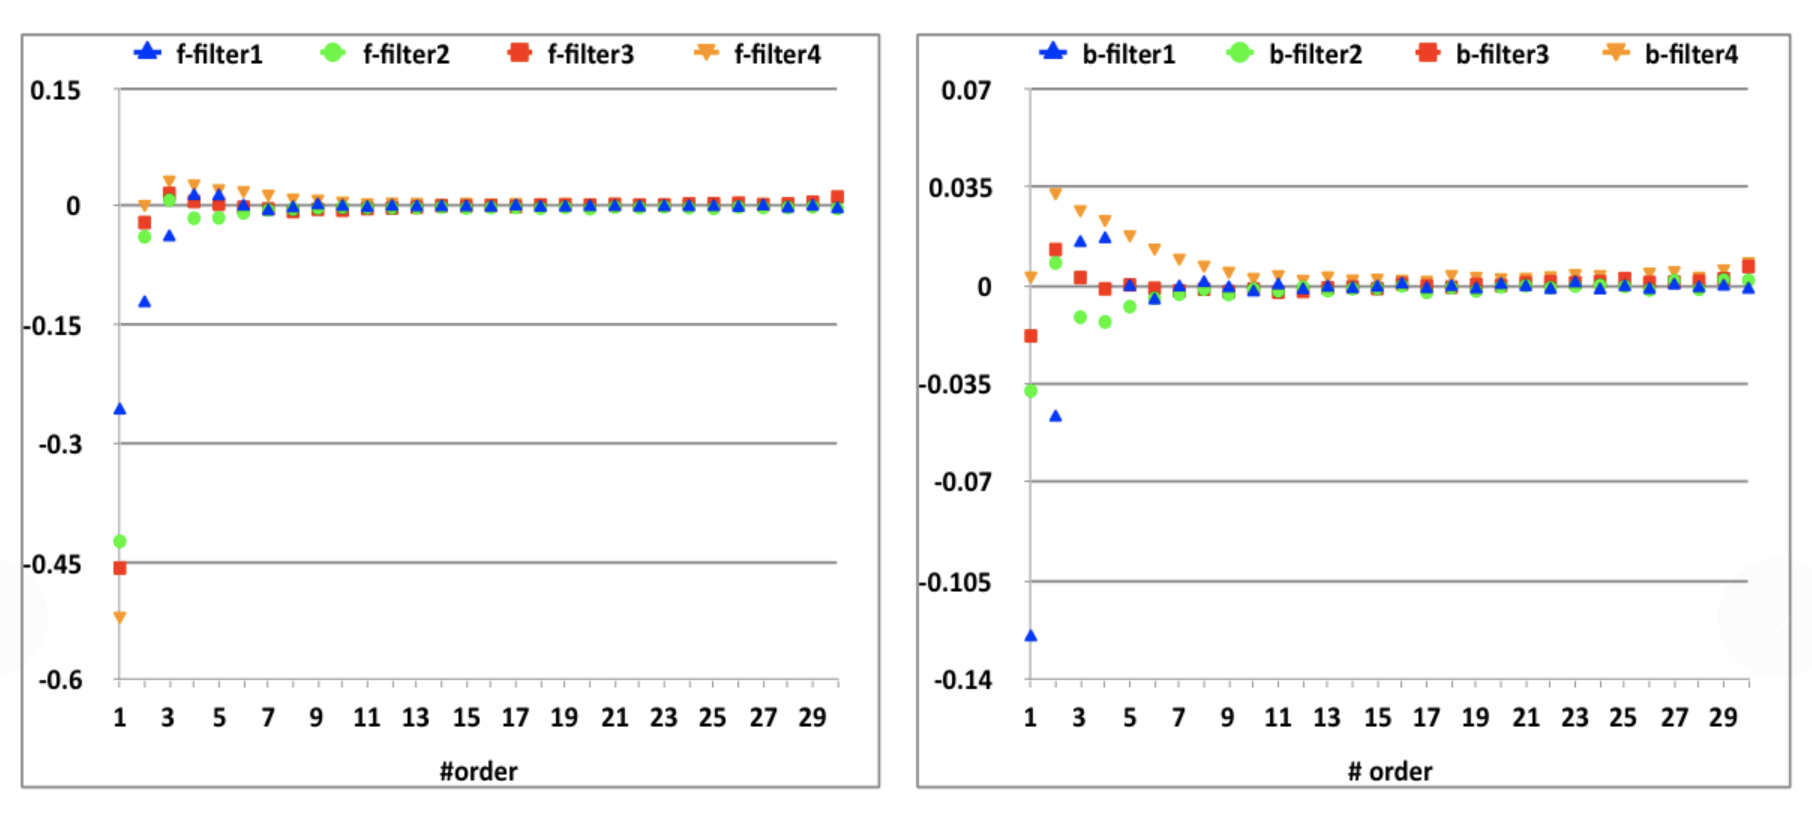 f-filter1 f-filter2 f-filter3 f-filter4
0.15
0
-0.15
-0.3
-0.45
-0.6
1 3 5 7 9 11 13 15 17 19 21 23 25 27 29
#order
b-filter1 b-filter2 b-filter3 b-filter4
0.07
0.035
0
-0.035
-0.07
-0.105
-0.14
1 3 5 7 9 11 13 15 17 19 21 23 25 27 29
# order